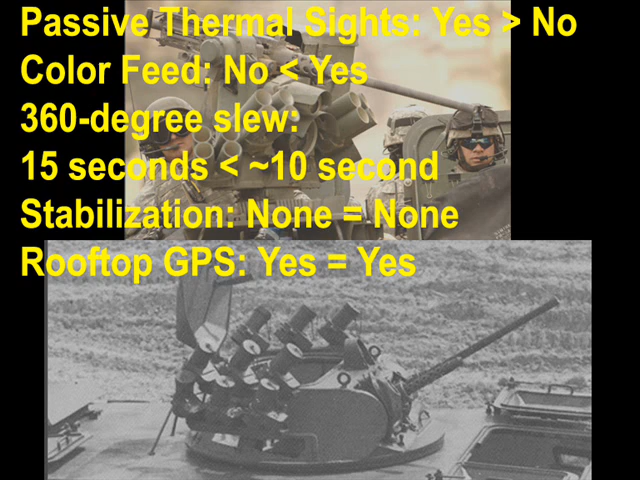 Passive Thermal Sights: Yes > No
Color Feed: No < Yes
360-degree slew:
15 seconds < ~10 second
Stabilization: None = None
Rooftop GPS: Yes = Yes